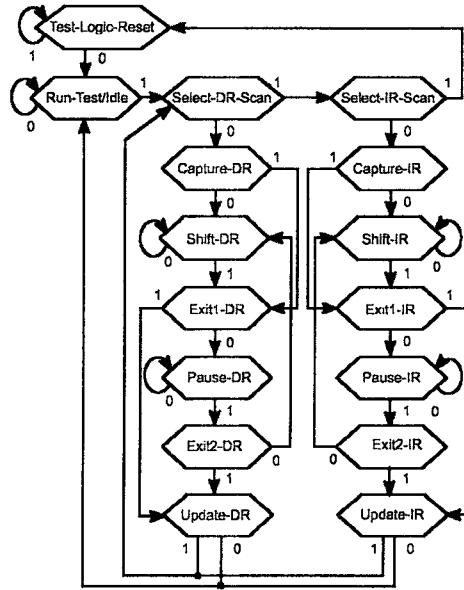 Test-Logic-Reset
1
0
Run-Test/Idle
1
Select-DR-Scan
1
Select-IR-Scan
1
0
0
0
Capture-DR
1
1
Capture-IR
0
0
Shift-DR
Shift-IR
0
0
1
1
1
Exit1-DR
1
Exit1-IR
1
0
0
Pause-DR
Pause-IR
0
0
1
1
Exit2-DR
0
0
Exit2-IR
1
1
Update-DR
Update-IR
1
0
1
0